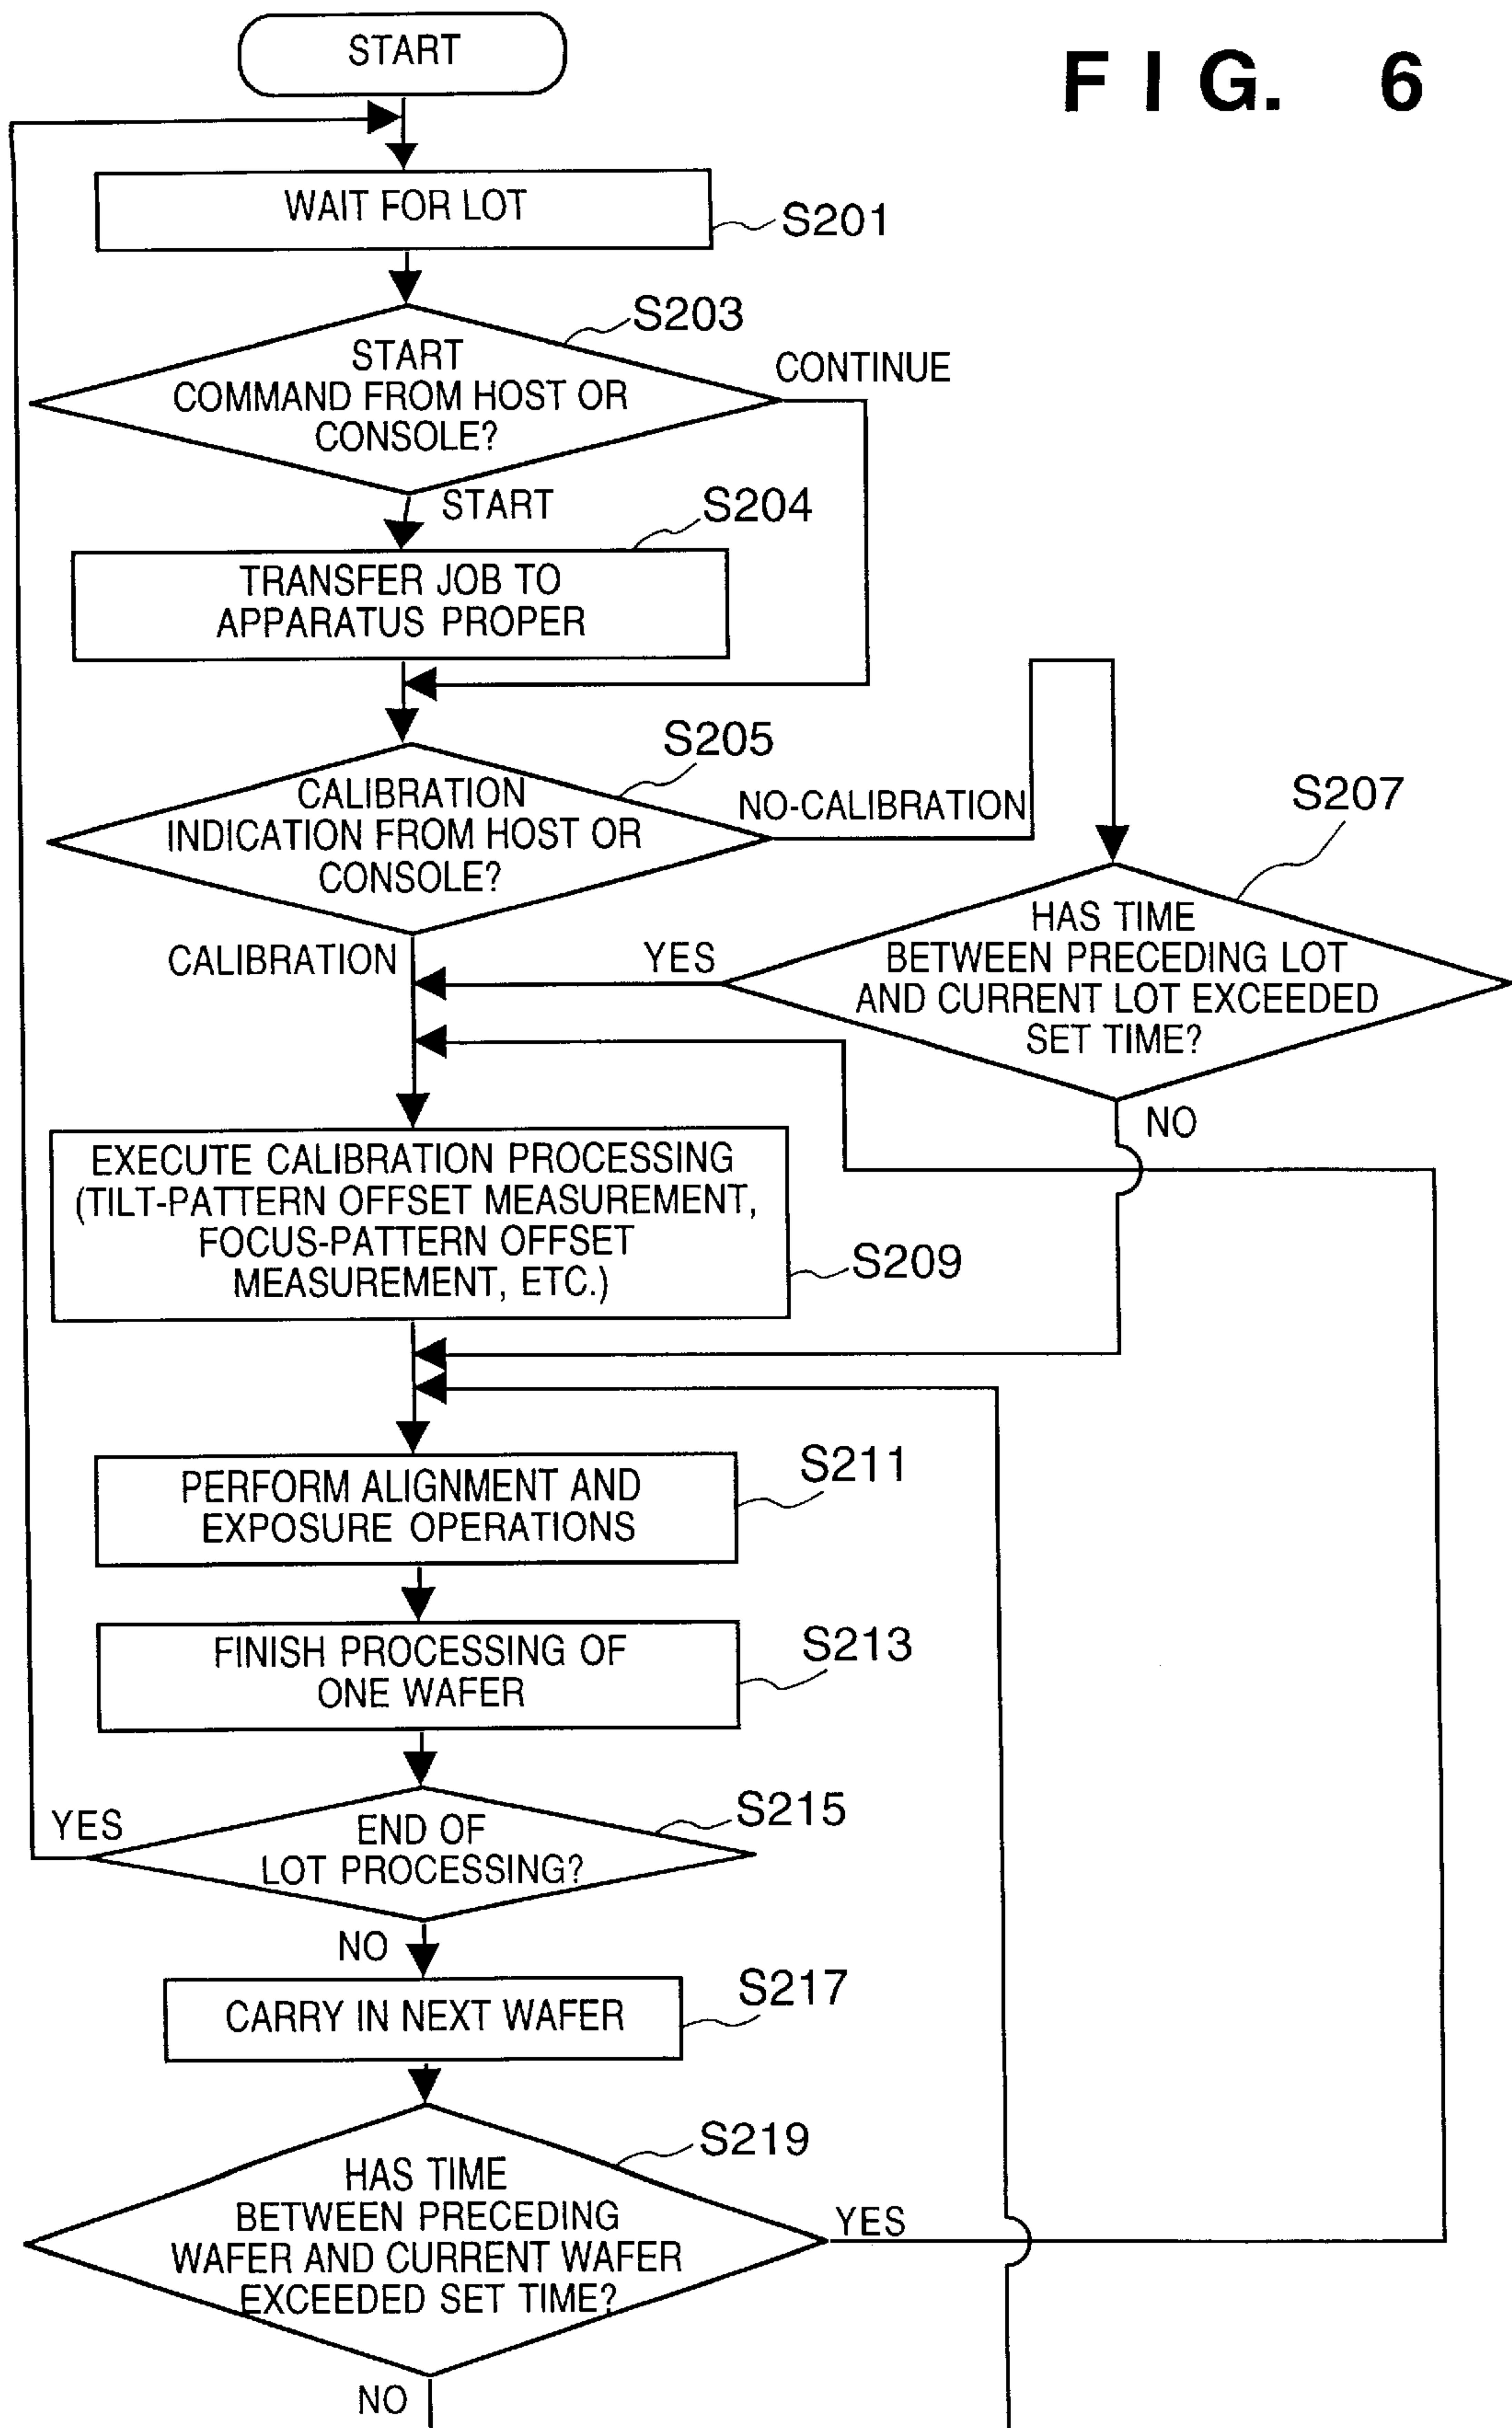 START
F I G. 6
WAIT FOR LOT
S201
S203
START
COMMAND FROM HOST OR
CONSOLE?
CONTINUE
START
S204
TRANSFER JOB TO
APPARATUS PROPER
S205
CALIBRATION
INDICATION FROM HOST OR
CONSOLE?
NO-CALIBRATION
S207
HAS TIME
BETWEEN PRECEDING LOT
AND CURRENT LOT EXCEEDED
SET TIME?
CALIBRATION
YES
NO
EXECUTE CALIBRATION PROCESSING
(TILT-PATTERN OFFSET MEASUREMENT,
FOCUS-PATTERN OFFSET
MEASUREMENT, ETC.)
S209
S211
PERFORM ALIGNMENT AND
EXPOSURE OPERATIONS
S213
FINISH PROCESSING OF
ONE WAFER
S215
YES
END OF
LOT PROCESSING?
NO
S217
CARRY IN NEXT WAFER
S219
HAS TIME
BETWEEN PRECEDING
WAFER AND CURRENT WAFER
EXCEEDED SET TIME?
YES
NO